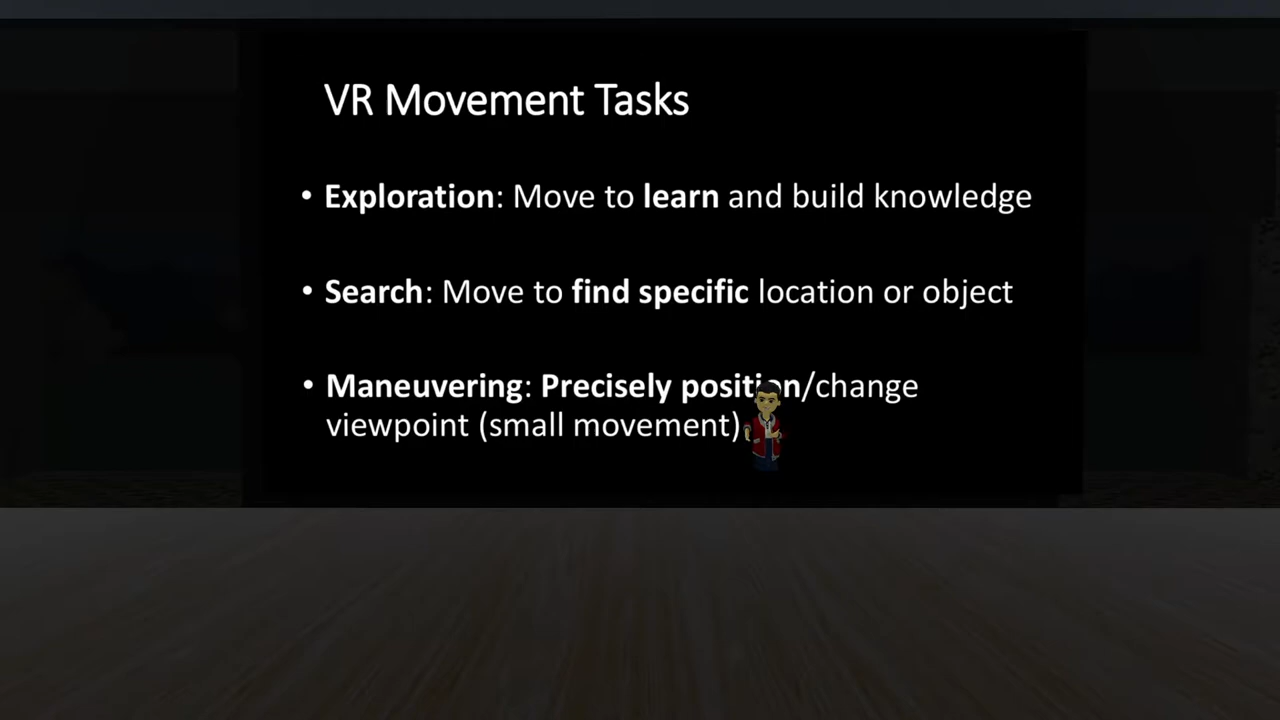 VR Movement Tasks
• Exploration: Move to learn and build knowledge
• Search: Move to find specific location or object
• Maneuvering: Precisely position/change
viewpoint (small movement)